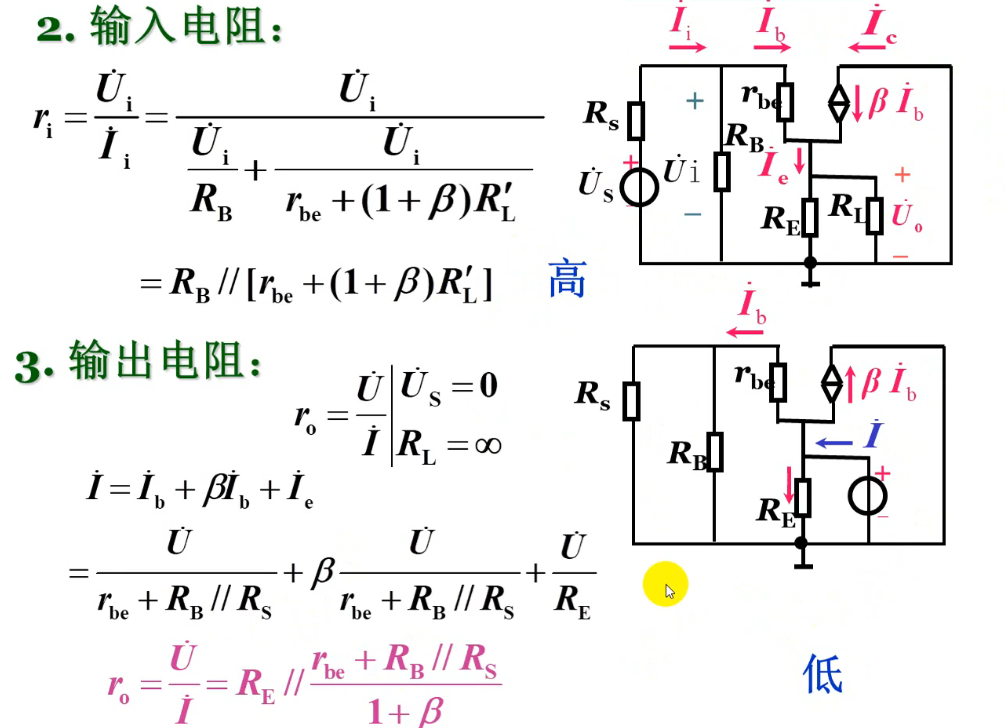 2. 输入电阻：
r_i = U̇_i / İ_i = U̇_i / ( U̇_i / R_B + U̇_i / ( r_be + (1 + β)R′_L ) )
= R_B // [r_be + (1 + β)R′_L] 高
İ_i İ_b İ_c
R_s + r_be β İ_b
R_B
U̇_S + U̇i İ_e +
− R_E R_L U̇_o
−
3. 输出电阻：
r_o = U̇ / İ | U̇_S = 0
R_L = ∞
İ = İ_b + βİ_b + İ_e
= U̇ / ( r_be + R_B // R_S ) + β U̇ / ( r_be + R_B // R_S ) + U̇ / R_E
r_o = U̇ / İ = R_E // ( r_be + R_B // R_S ) / ( 1 + β )
İ_b
R_s r_be β İ_b
İ
R_B +
R_E −
低